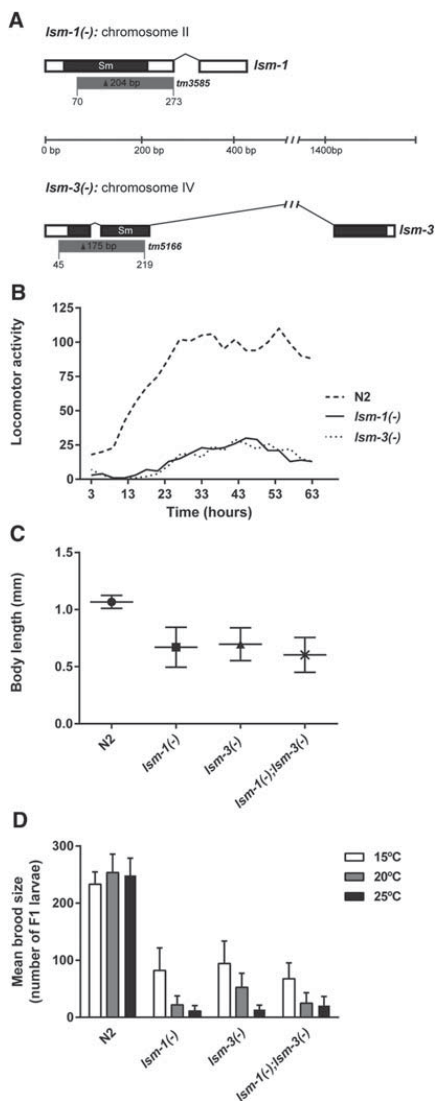 A
lsm-1(-): chromosome II
Sm
lsm-1
▲204 bp
tm3585
70
273
0 bp
200 bp
400 bp
1400bp
lsm-3(-): chromosome IV
Sm
lsm-3
▲175 bp
tm5166
45
219
B
Locomotor activity
125
100
75
50
25
0
3
13
23
33
43
53
63
Time (hours)
N2
lsm-1(-)
lsm-3(-)
C
Body length (mm)
1.5
1.0
0.5
0.0
N2
lsm-1(-)
lsm-3(-)
lsm-1(-);lsm-3(-)
D
Mean brood size
(number of F1 larvae)
300
200
100
0
15ºC
20ºC
25ºC
N2
lsm-1(-)
lsm-3(-)
lsm-1(-);lsm-3(-)